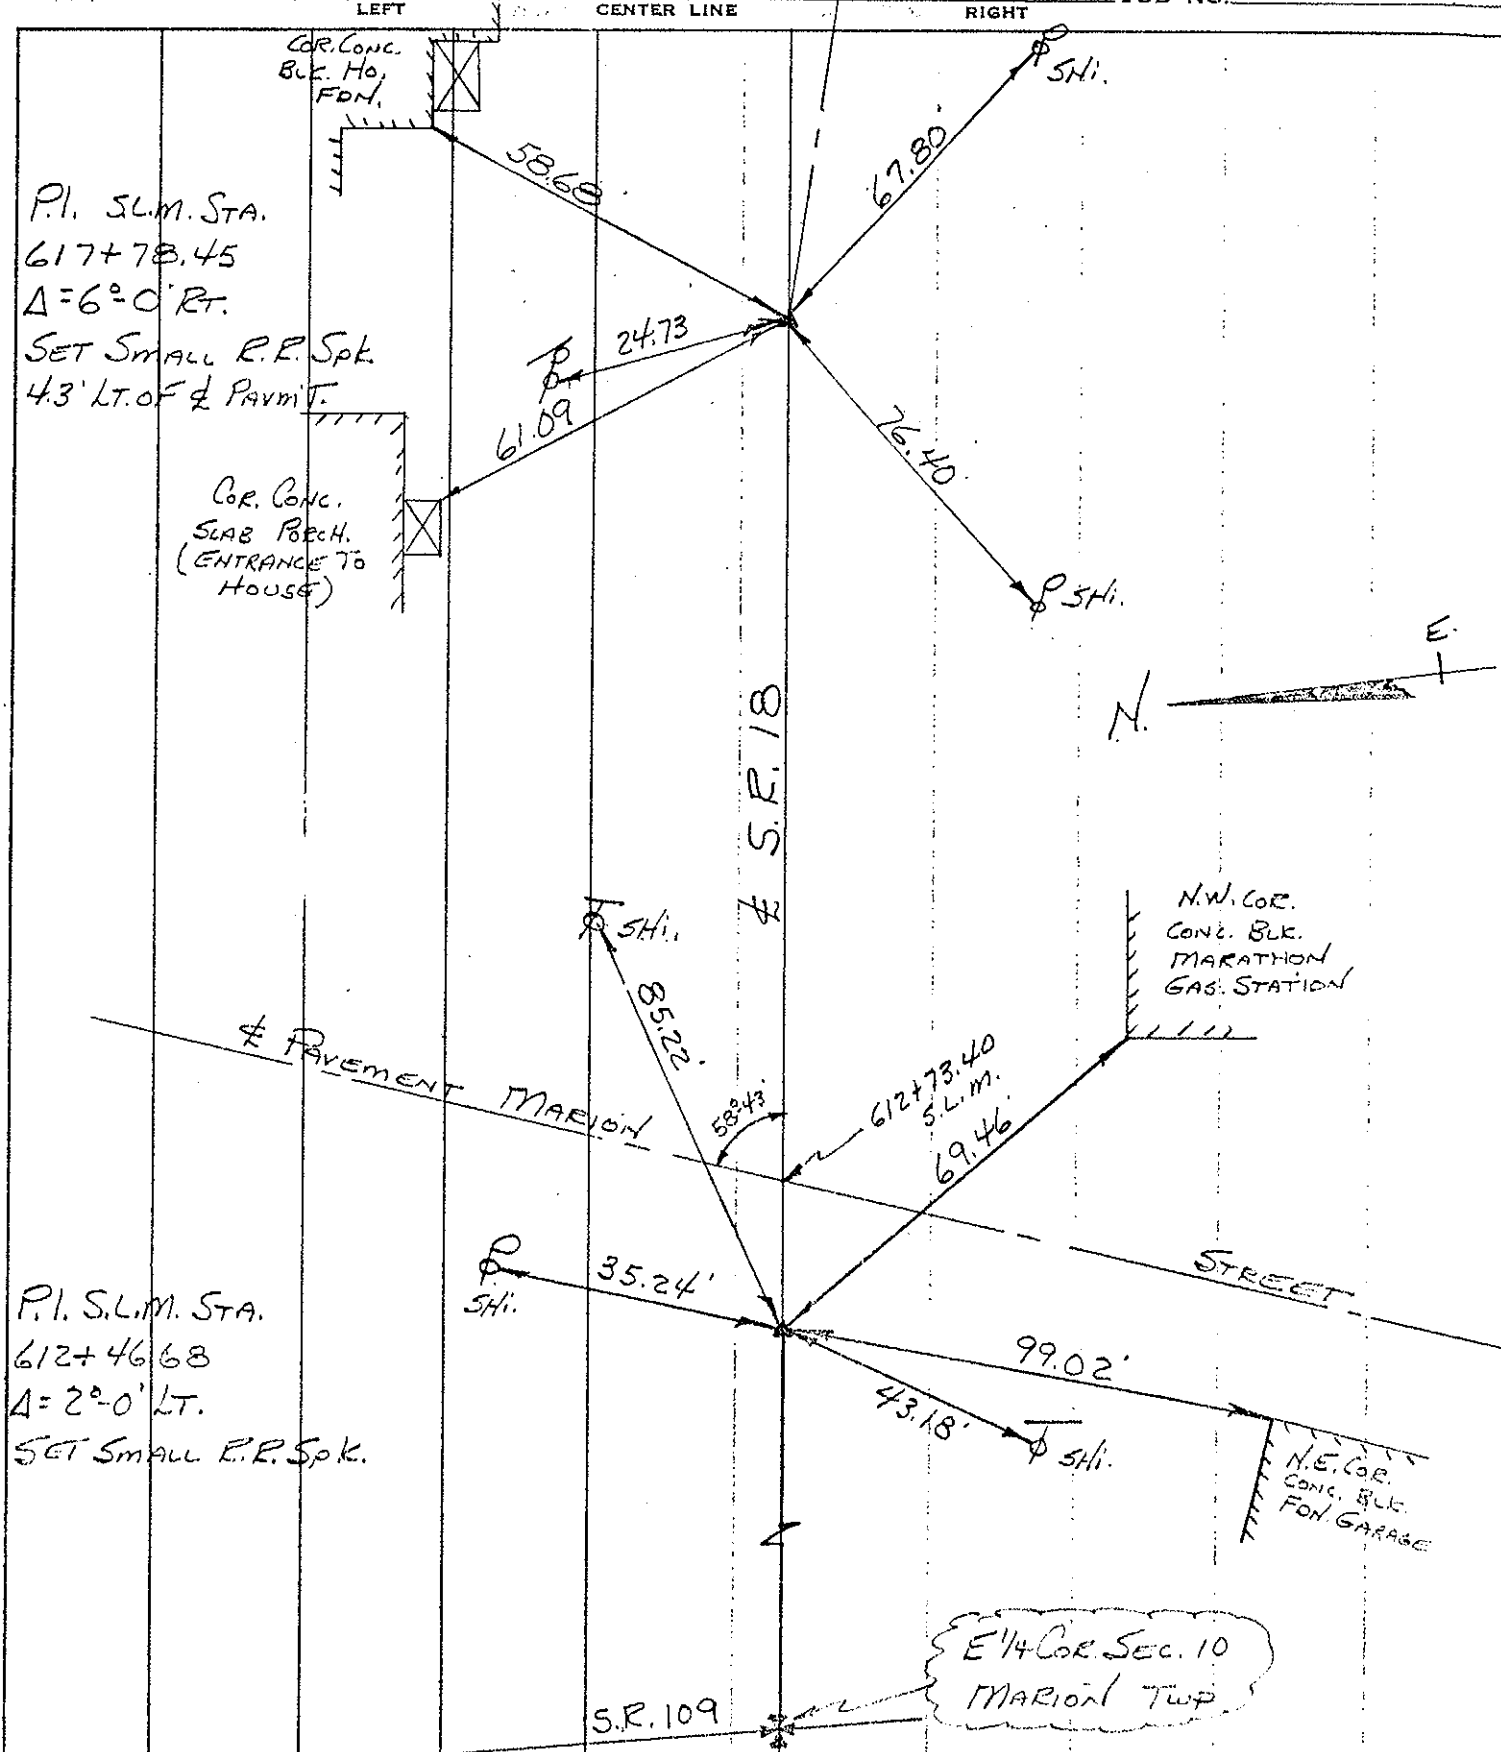 LEFT
CENTER LINE
RIGHT
COR. CONC.
BLK. HO.
FDN.
SHi.
58.68
67.80
P.I. S.L.M. STA.
617+78.45
Δ=6°-0' RT.
SET SMALL R.R. Spk.
4.3' LT. OF ℄ PAVM'T.
24.73
61.09
76.40
COR. CONC.
SLAB PORCH.
(ENTRANCE TO
HOUSE)
SHi.
E.
N.
℄ S.R. 18
SHi.
N.W. COR.
CONC. BLK.
MARATHON
GAS. STATION
85.22'
℄ PAVEMENT MARION STREET
58°-43'
612+73.40
S.L.M.
69.46'
SHi.
35.24'
P.I. S.L.M. STA.
612+46.68
Δ=2°-0' LT.
SET SMALL R.R. Spk.
99.02'
43.18'
SHi.
N.E. COR.
CONC. BLK.
FDN. GARAGE
E 1/4 COR. SEC. 10
MARION TWP.
S.R. 109